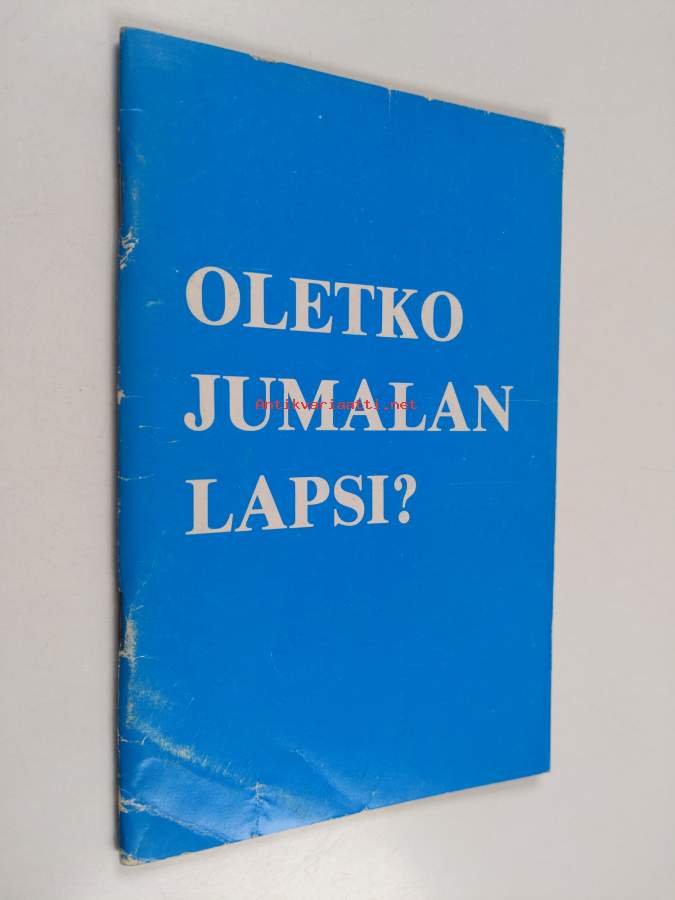 OLETKO
JUMALAN
Antikvariaatti.net
LAPSI?